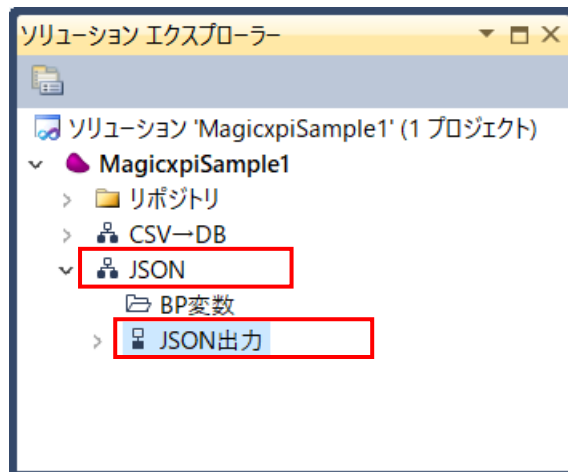 ソリューション エクスプローラー
ソリューション 'MagicxpiSample1' (1 プロジェクト)
MagicxpiSample1
リポジトリ
CSV→DB
JSON
BP変数
JSON出力